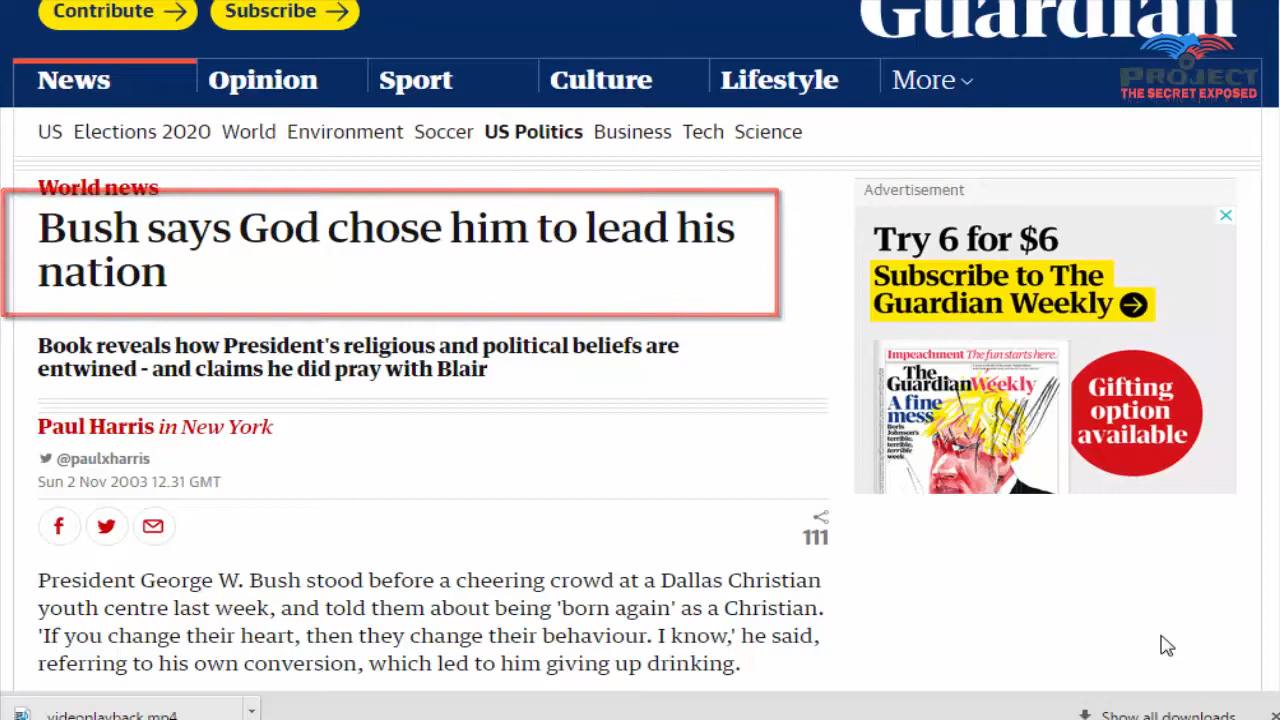 Contribute
Subscribe
Guardian
PROJECT
THE SECRET EXPOSED
News
Opinion
Sport
Culture
Lifestyle
More
US Elections 2020 World Environment Soccer US Politics Business Tech Science
World news
Bush says God chose him to lead his
nation
Book reveals how President's religious and political beliefs are
entwined - and claims he did pray with Blair
Paul Harris in New York
@paulxharris
Sun 2 Nov 2003 12.31 GMT
111
President George W. Bush stood before a cheering crowd at a Dallas Christian
youth centre last week, and told them about being 'born again' as a Christian.
'If you change their heart, then they change their behaviour. I know,' he said,
referring to his own conversion, which led to him giving up drinking.
Advertisement
Try 6 for $6
Subscribe to The
Guardian Weekly
Impeachment The fun starts here.
The
Guardian Weekly
A fine
mess
Boris
Johnson's
terrible,
terrible,
terrible
week
Gifting
option
available
videoplayback.mp4
Show all downloads